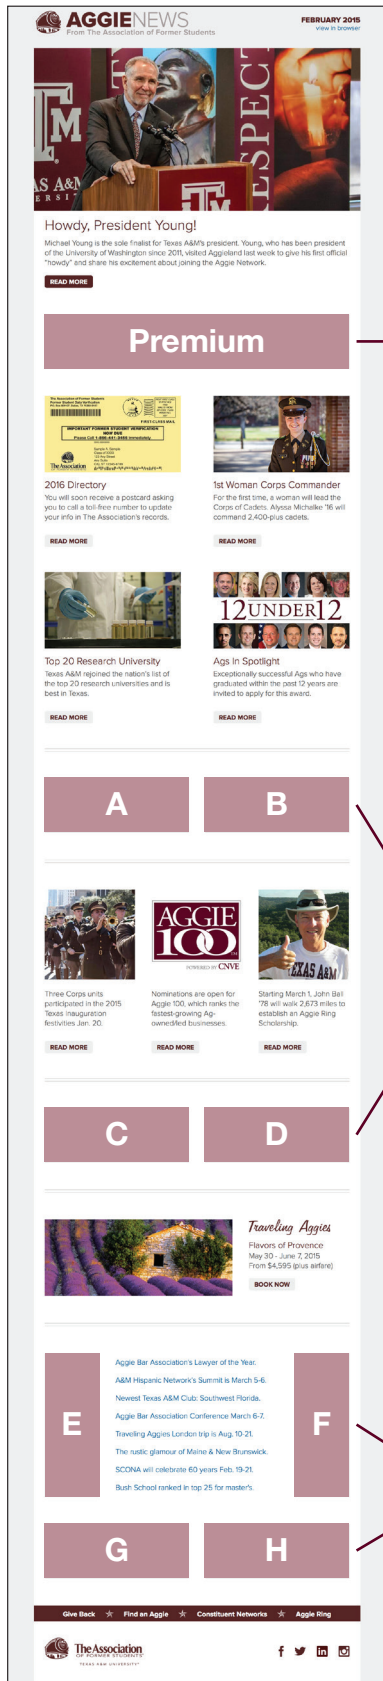 AGGIENEWS
From The Association of Former Students
FEBRUARY 2015
view in browser
Howdy, President Young!
Michael Young is the sole finalist for Texas A&M's president. Young, who has been president
of the University of Washington since 2011, visited Aggieland last week to give his first official
"howdy" and share his excitement about joining the Aggie Network.
READ MORE
Premium
2016 Directory
You will soon receive a postcard asking
you to call a toll-free number to update
your info in The Association's records.
READ MORE
1st Woman Corps Commander
For the first time, a woman will lead the
Corps of Cadets. Alyssa Michalke '16 will
command 2,400-plus cadets.
READ MORE
12UNDER12
Top 20 Research University
Texas A&M rejoined the nation's list of
the top 20 research universities and is
best in Texas.
READ MORE
Ags In Spotlight
Exceptionally successful Ags who have
graduated within the past 12 years are
invited to apply for this award.
READ MORE
A
B
AGGIE
100
POWERED BY CNVE
TEXAS A&M
Three Corps units
participated in the 2015
Texas inauguration
festivities Jan. 20.
READ MORE
Nominations are open for
Aggie 100, which ranks the
fastest-growing Ag-
owned/led businesses.
READ MORE
Starting March 1, John Ball
'78 will walk 2,673 miles to
establish an Aggie Ring
Scholarship.
READ MORE
C
D
Traveling Aggies
Flavors of Provence
May 30 - June 7, 2015
From $4,595 (plus airfare)
BOOK NOW
E
Aggie Bar Association's Lawyer of the Year.
A&M Hispanic Network's Summit is March 5-6.
Newest Texas A&M Club: Southwest Florida.
Aggie Bar Association Conference March 6-7.
Traveling Aggies London trip is Aug. 10-21.
The rustic glamour of Maine & New Brunswick.
SCONA will celebrate 60 years Feb. 19-21.
Bush School ranked in top 25 for master's.
F
G
H
Give Back
Find an Aggie
Constituent Networks
Aggie Ring
The Association
OF FORMER STUDENTS
TEXAS A&M UNIVERSITY